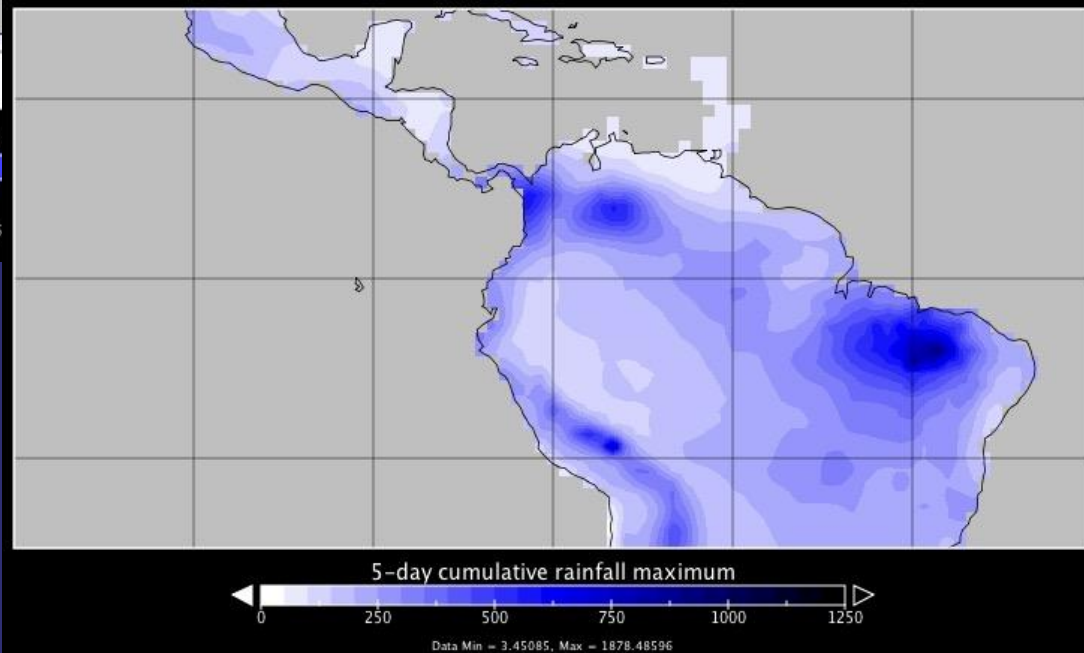 5-day cumulative rainfall maximum
0 250 500 750 1000 1250
Data Min = 3.45085, Max = 1878.48596